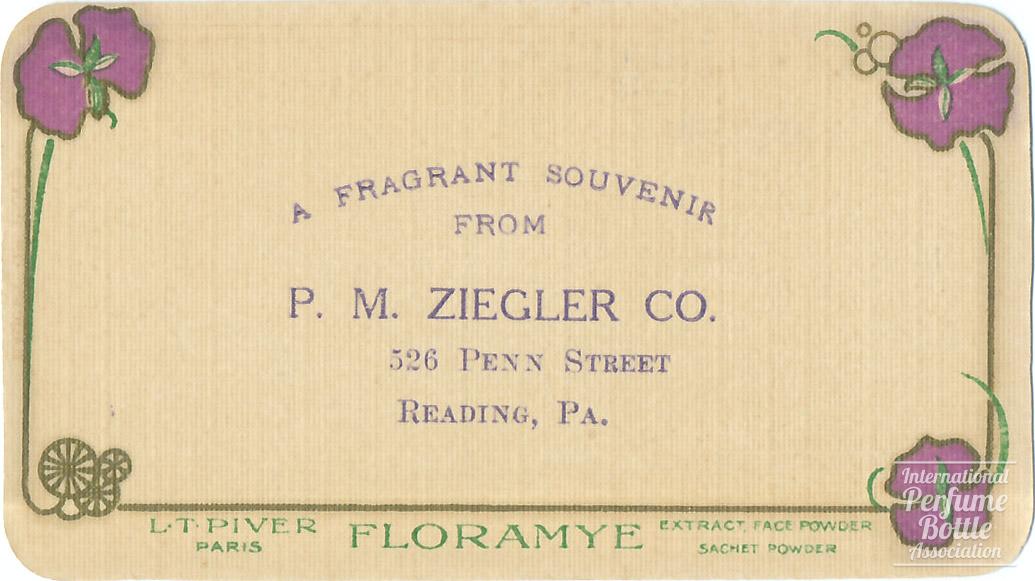 A FRAGRANT SOUVENIR
FROM
P. M. ZIEGLER CO.
526 PENN STREET
READING, PA.
L·T·PIVER
PARIS
FLORAMYE
EXTRACT, FACE POWDER
SACHET POWDER
International
Perfume
Bottle
Association